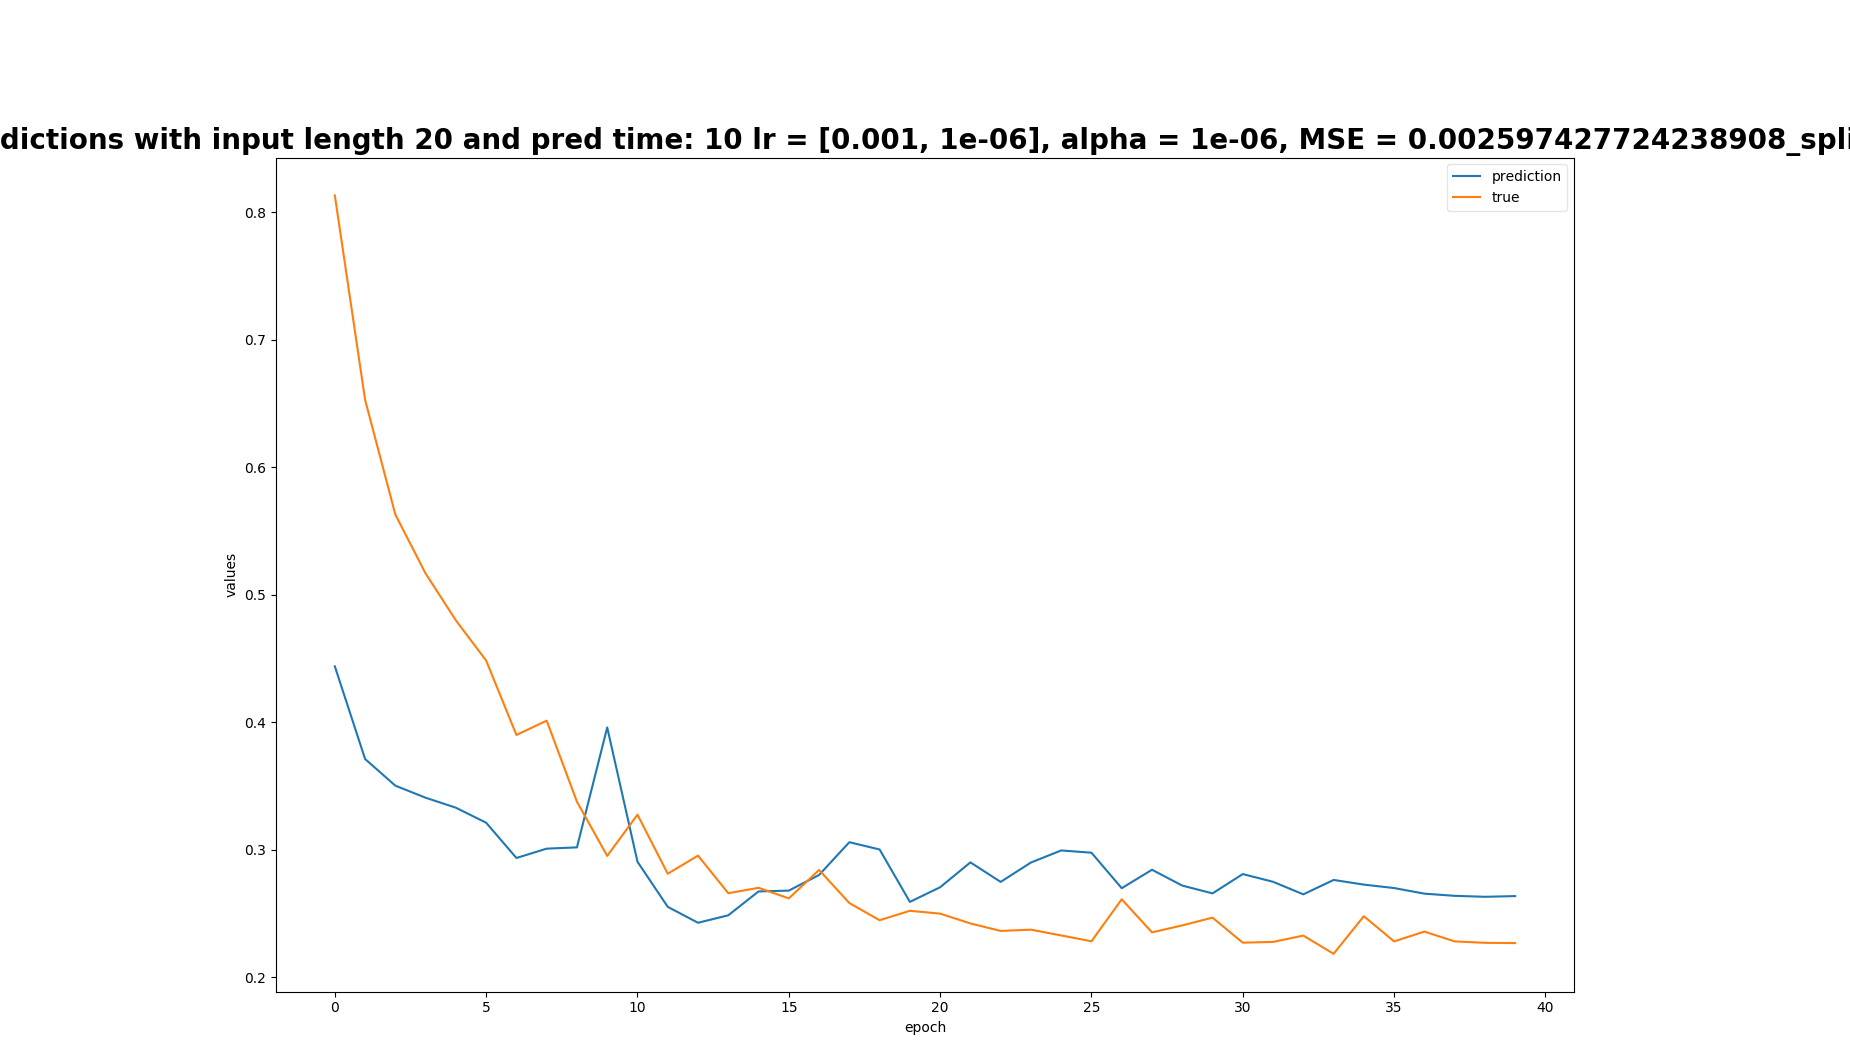 dictions with input length 20 and pred time: 10 lr = [0.001, 1e-06], alpha = 1e-06, MSE = 0.002597427724238908_spli
prediction
true
0.8
0.7
0.6
0.5
0.4
0.3
0.2
values
0 5 10 15 20 25 30 35 40
epoch